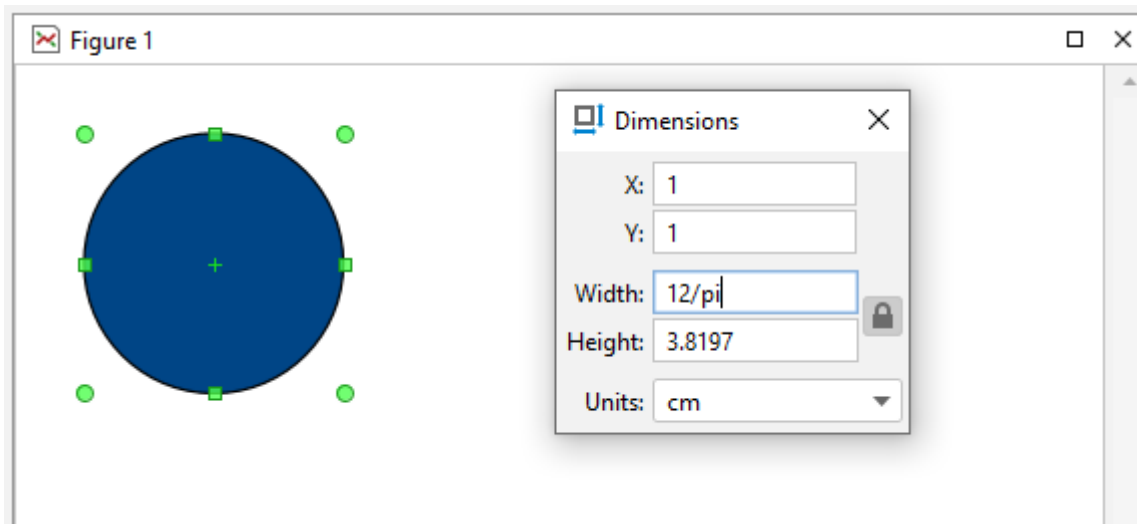 Figure 1
Dimensions
X: 1
Y: 1
Width: 12/pi
Height: 3.8197
Units: cm